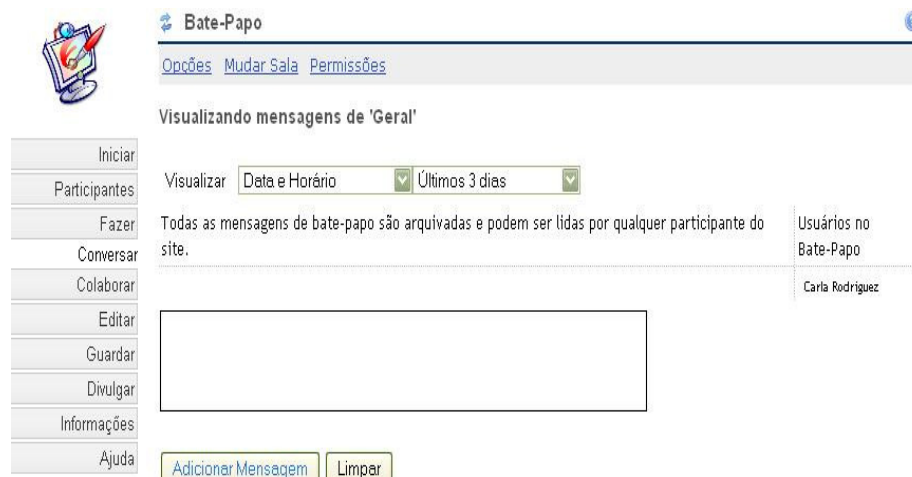 Bate-Papo
Opções Mudar Sala Permissões
Visualizando mensagens de 'Geral'
Iniciar
Participantes
Fazer
Conversar
Colaborar
Editar
Guardar
Divulgar
Informações
Ajuda
Visualizar Data e Horário Últimos 3 dias
Todas as mensagens de bate-papo são arquivadas e podem ser lidas por qualquer participante do
site.
Usuários no
Bate-Papo
Carla Rodriguez
Adicionar Mensagem Limpar